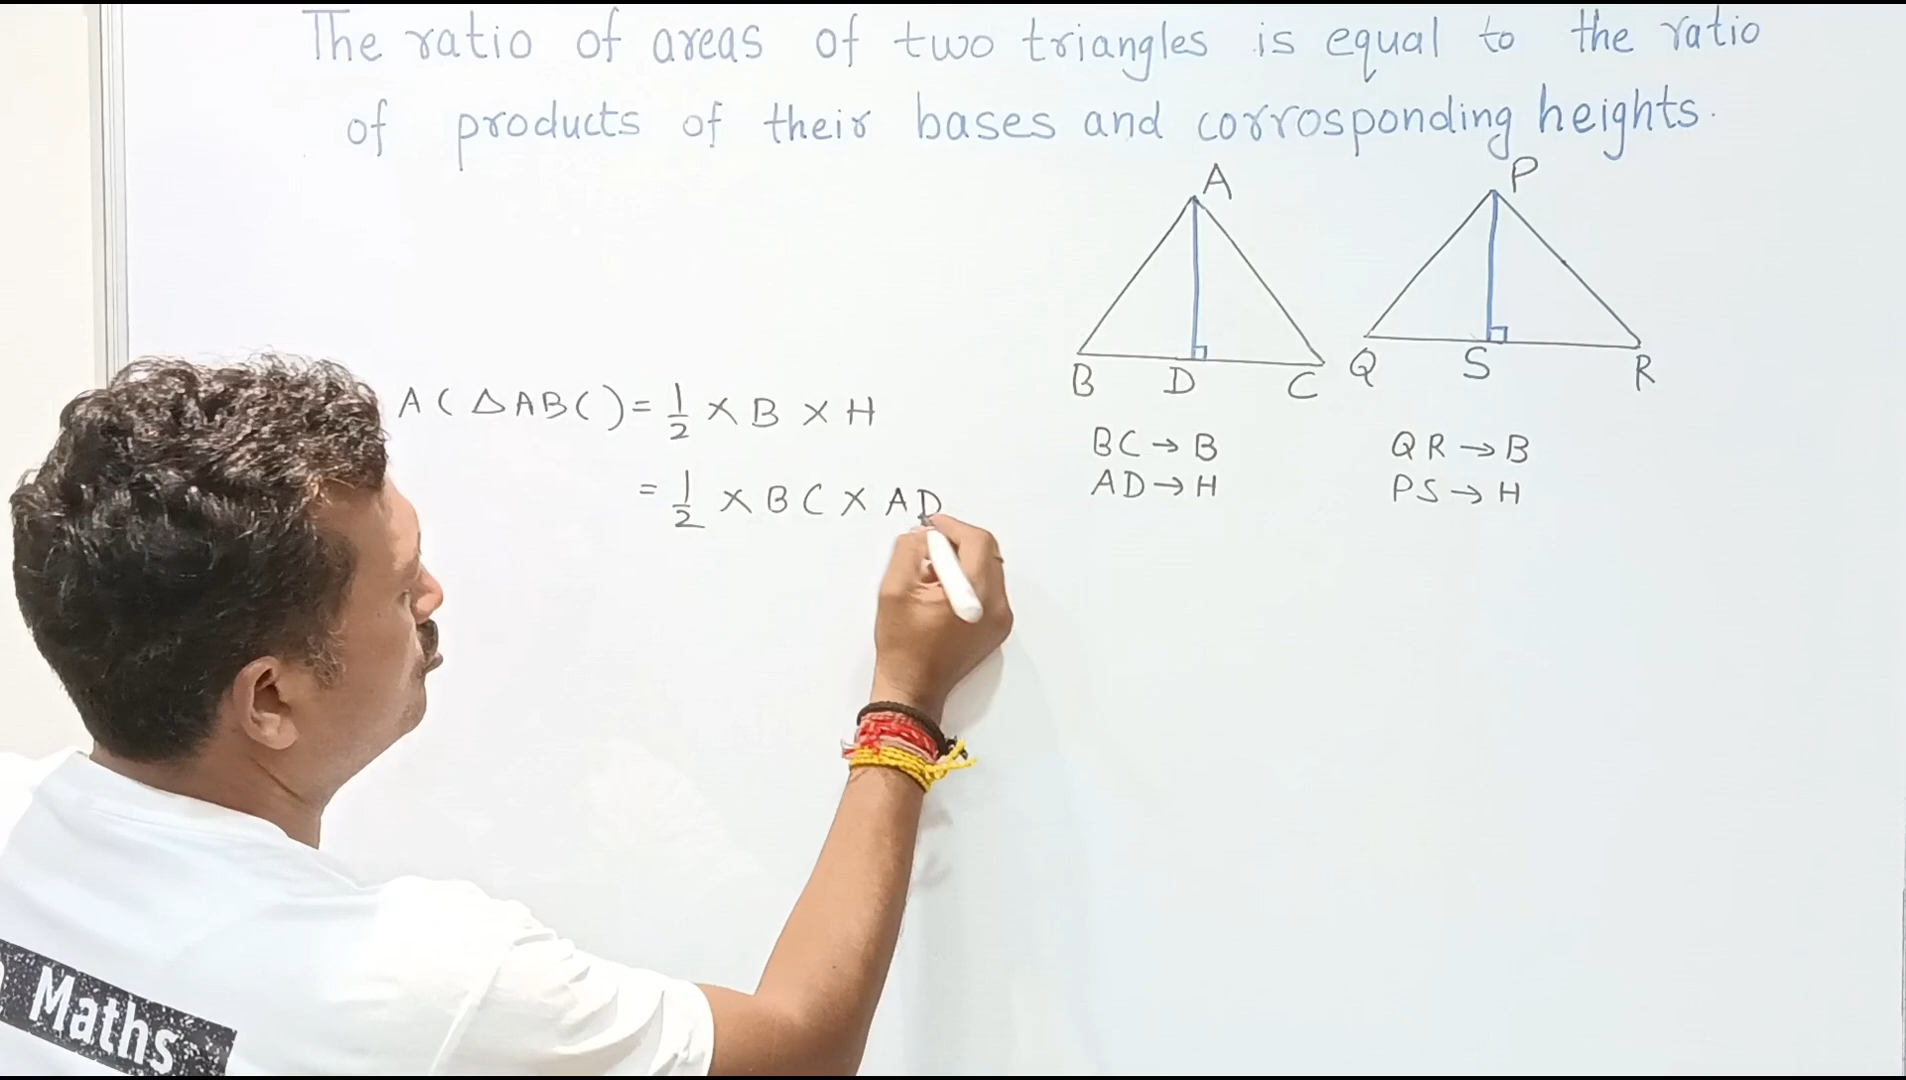 The ratio of areas of two triangles is equal to the ratio
of products of their bases and corrosponding heights.
A P
B D C Q S R
A ( △ ABC ) = 1/2 × B × H
= 1/2 × BC × AD
BC → B QR → B
AD → H PS → H
Maths